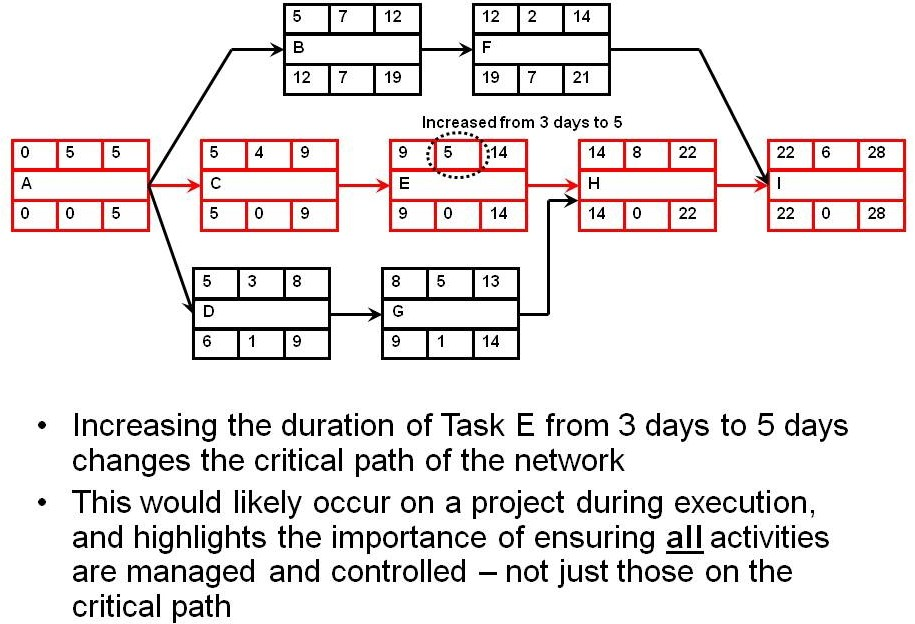 5 7 12
B
12 7 19
12 2 14
F
19 7 21
Increased from 3 days to 5
0 5 5
A
0 0 5
5 4 9
C
5 0 9
9 5 14
E
9 0 14
14 8 22
H
14 0 22
22 6 28
I
22 0 28
5 3 8
D
6 1 9
8 5 13
G
9 1 14
• Increasing the duration of Task E from 3 days to 5 days
changes the critical path of the network
• This would likely occur on a project during execution,
and highlights the importance of ensuring all activities
are managed and controlled – not just those on the
critical path